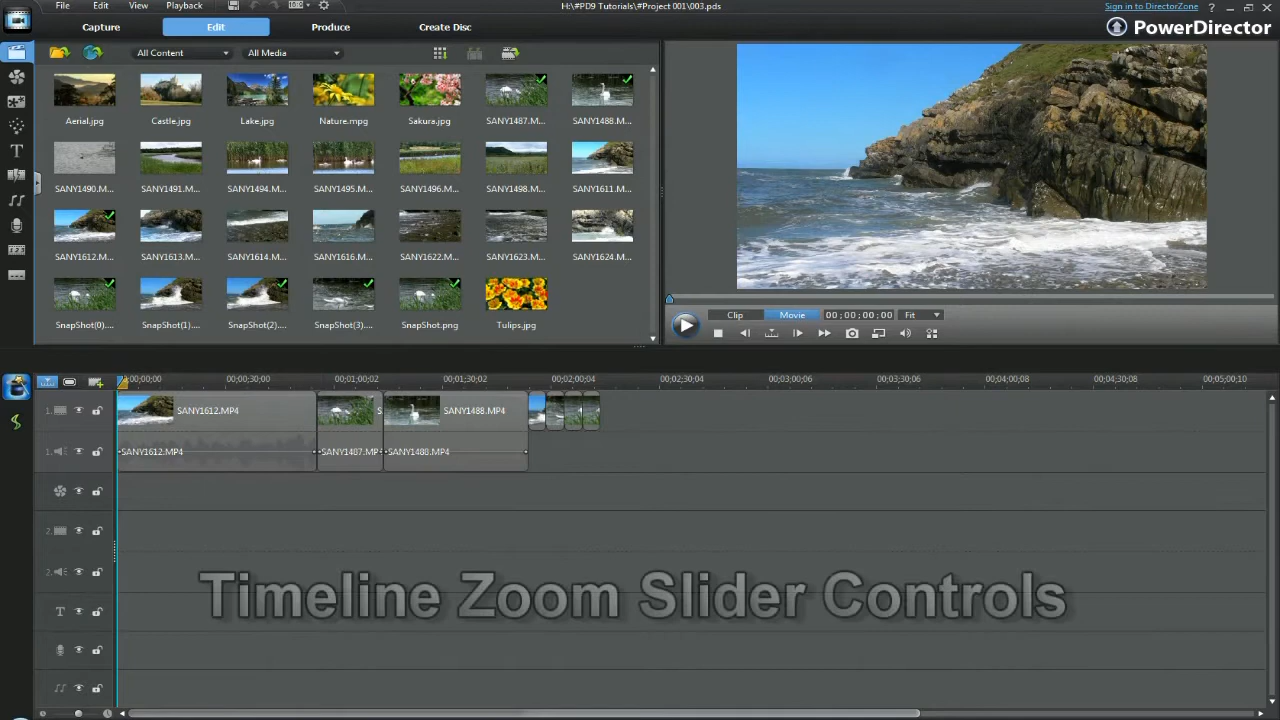 File Edit View Playback
H:\#PD9 Tutorials\#Project 001\003.pds
Sign in to DirectorZone ?
Capture Edit Produce Create Disc
PowerDirector
All Content All Media
Aerial.jpg Castle.jpg Lake.jpg Nature.mpg Sakura.jpg SANY1487.M... SANY1488.M...
SANY1490.M... SANY1491.M... SANY1494.M... SANY1495.M... SANY1496.M... SANY1498.M... SANY1611.M...
SANY1612.M... SANY1613.M... SANY1614.M... SANY1616.M... SANY1622.M... SANY1623.M... SANY1624.M...
SnapShot(0).... SnapShot(1).... SnapShot(2).... SnapShot(3).... SnapShot.png Tulips.jpg
Clip Movie 00;00;00;00 Fit
0;00;00;00 00;00;30;00 00;01;00;02 00;01;30;02 00;02;00;04 00;02;30;04 00;03;00;06 00;03;30;06 00;04;00;08 00;04;30;08 00;05;00;10
1. SANY1612.MP4 S SANY1488.MP4
1. SANY1612.MP4 SANY1487.MP4 SANY1488.MP4
2.
2.
Timeline Zoom Slider Controls
T